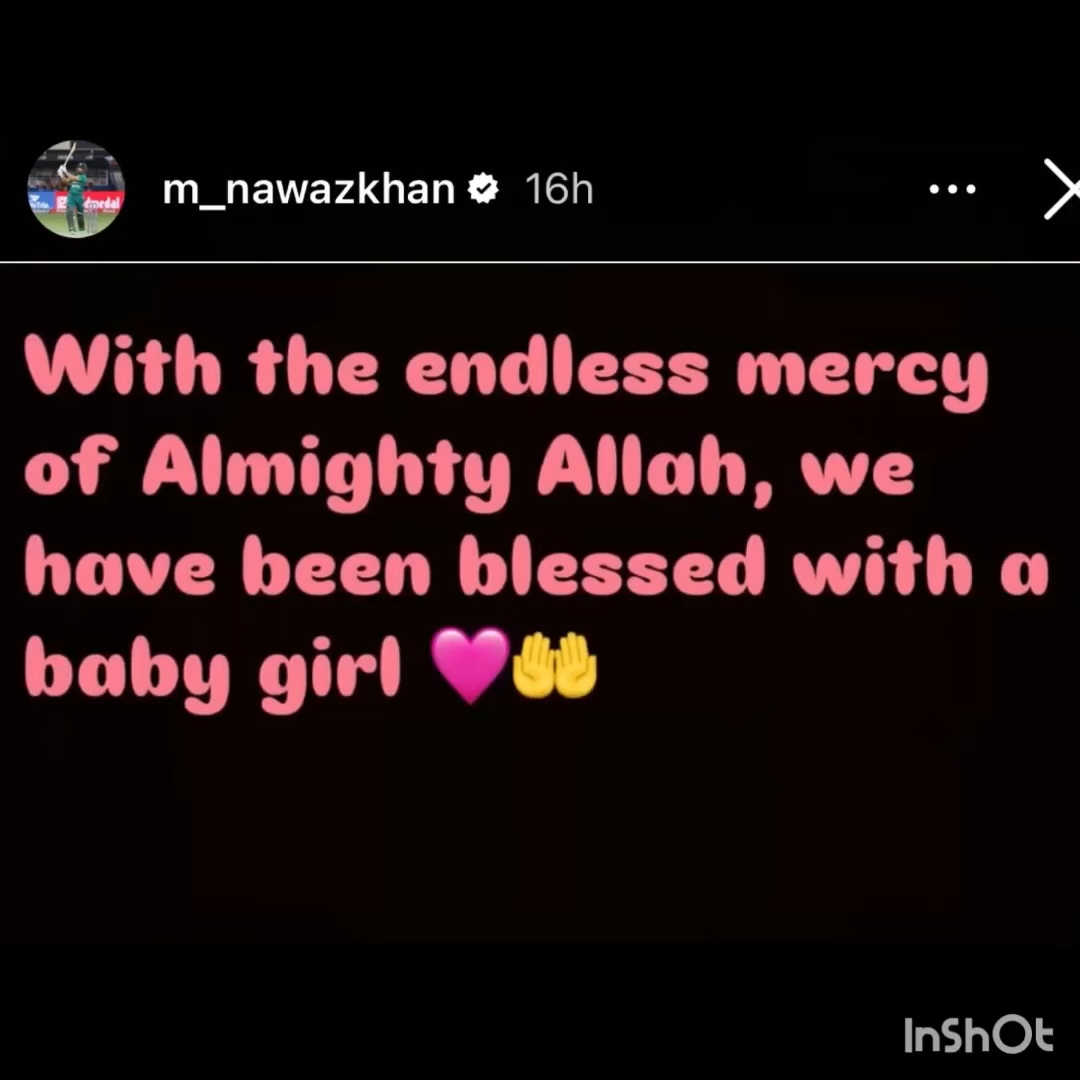 m_nawazkhan 16h
With the endless mercy
of Almighty Allah, we
have been blessed with a
baby girl 🩷🤲
InShOt